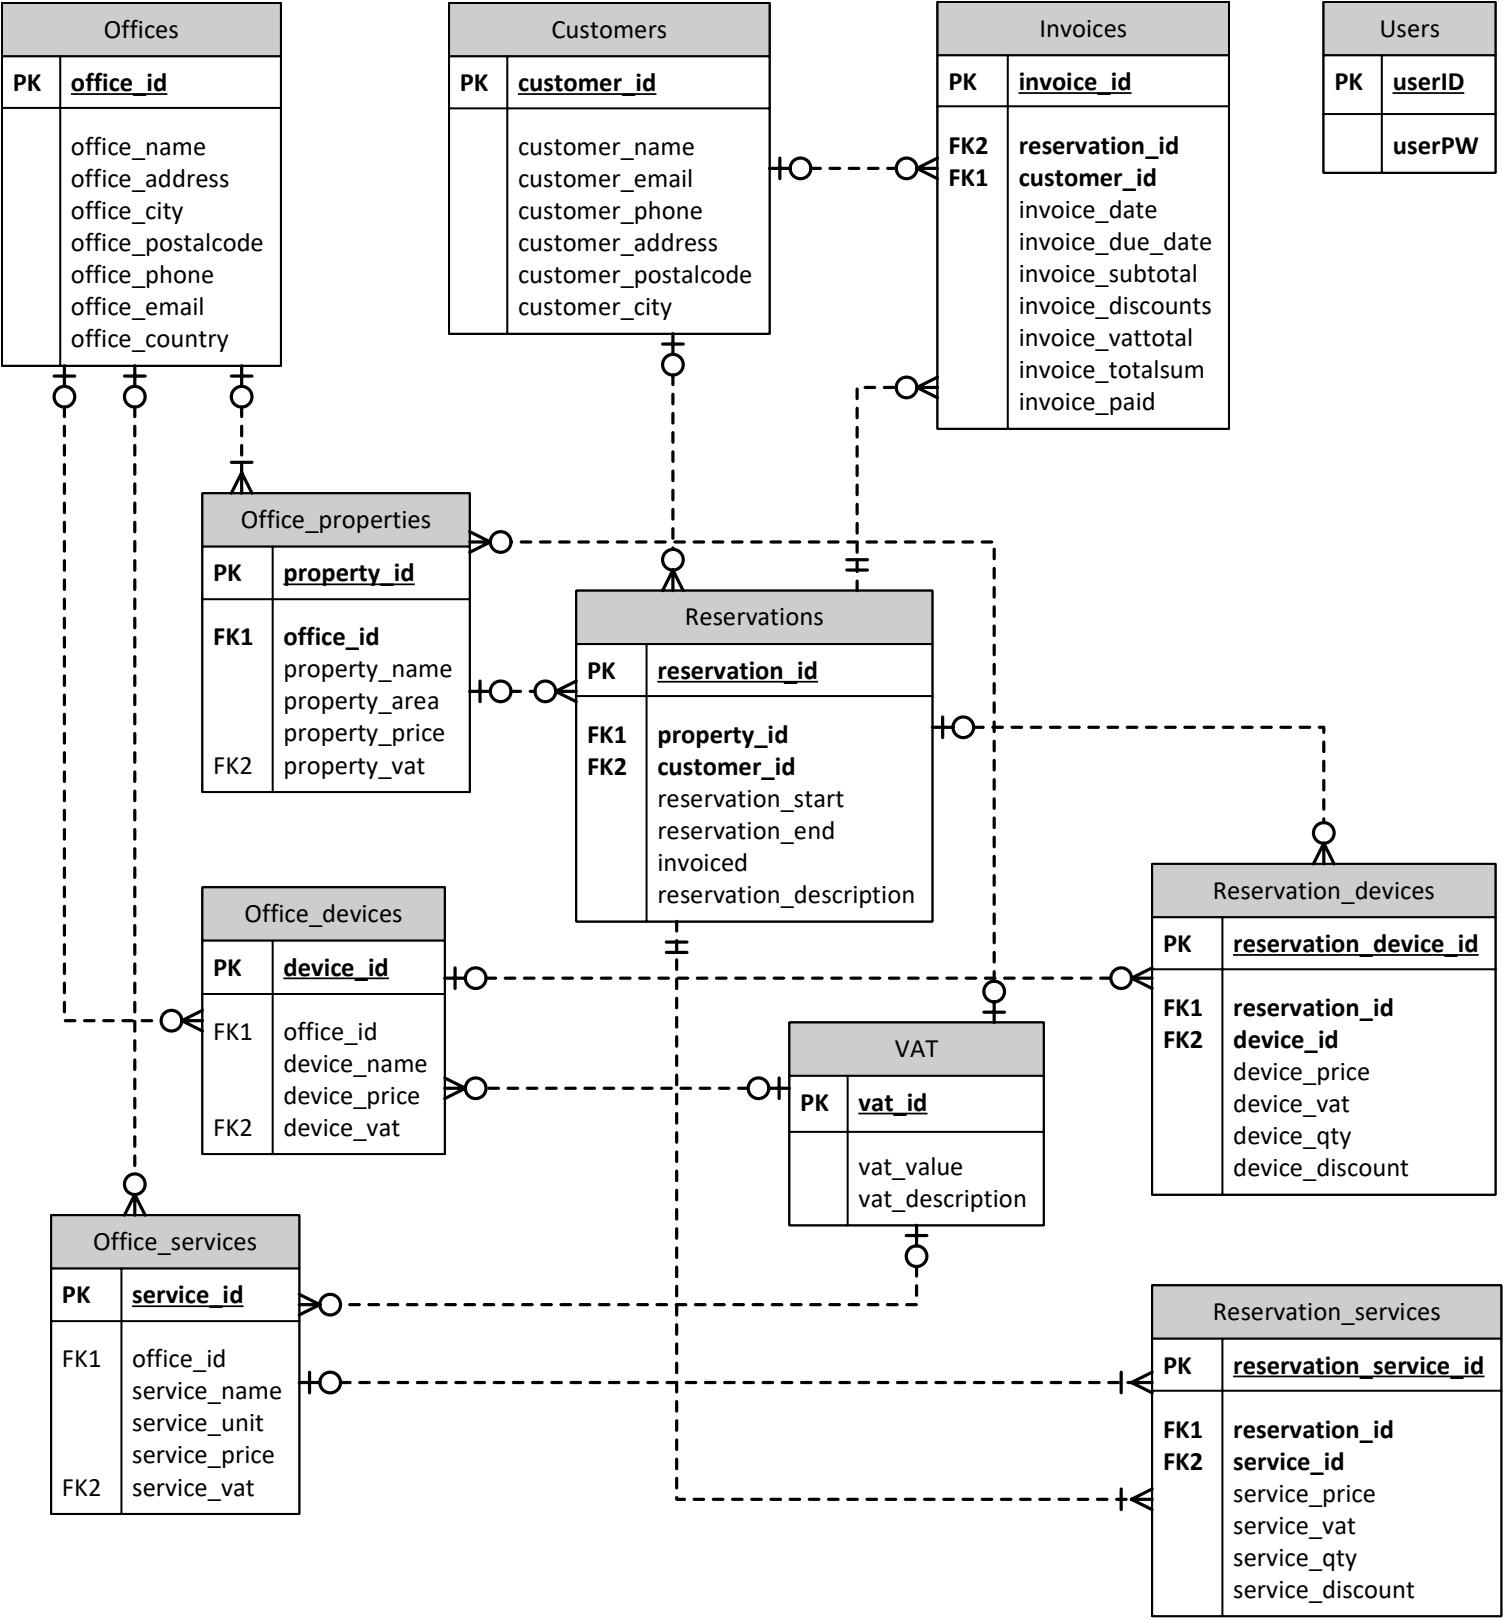 Offices
PK office_id
office_name
office_address
office_city
office_postalcode
office_phone
office_email
office_country
Customers
PK customer_id
customer_name
customer_email
customer_phone
customer_address
customer_postalcode
customer_city
Invoices
PK invoice_id
FK2 reservation_id
FK1 customer_id
invoice_date
invoice_due_date
invoice_subtotal
invoice_discounts
invoice_vattotal
invoice_totalsum
invoice_paid
Users
PK userID
userPW
Office_properties
PK property_id
FK1 office_id
property_name
property_area
property_price
FK2 property_vat
Reservations
PK reservation_id
FK1 property_id
FK2 customer_id
reservation_start
reservation_end
invoiced
reservation_description
Office_devices
PK device_id
FK1 office_id
device_name
device_price
FK2 device_vat
Reservation_devices
PK reservation_device_id
FK1 reservation_id
FK2 device_id
device_price
device_vat
device_qty
device_discount
VAT
PK vat_id
vat_value
vat_description
Office_services
PK service_id
FK1 office_id
service_name
service_unit
service_price
FK2 service_vat
Reservation_services
PK reservation_service_id
FK1 reservation_id
FK2 service_id
service_price
service_vat
service_qty
service_discount